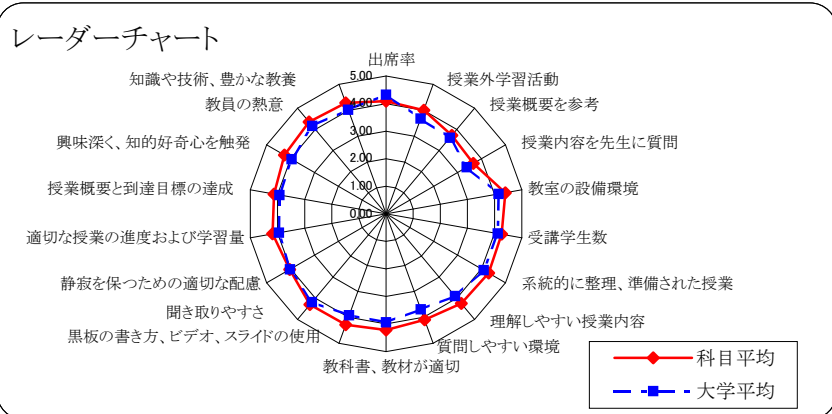 レーダーチャート
出席率
授業外学習活動
授業概要を参考
授業内容を先生に質問
教室の設備環境
受講学生数
系統的に整理、準備された授業
理解しやすい授業内容
質問しやすい環境
教科書、教材が適切
黒板の書き方、ビデオ、スライドの使用
聞き取りやすさ
静寂を保つための適切な配慮
適切な授業の進度および学習量
授業概要と到達目標の達成
興味深く、知的好奇心を触発
教員の熱意
知識や技術、豊かな教養
5.00
4.00
3.00
2.00
1.00
0.00
科目平均
大学平均